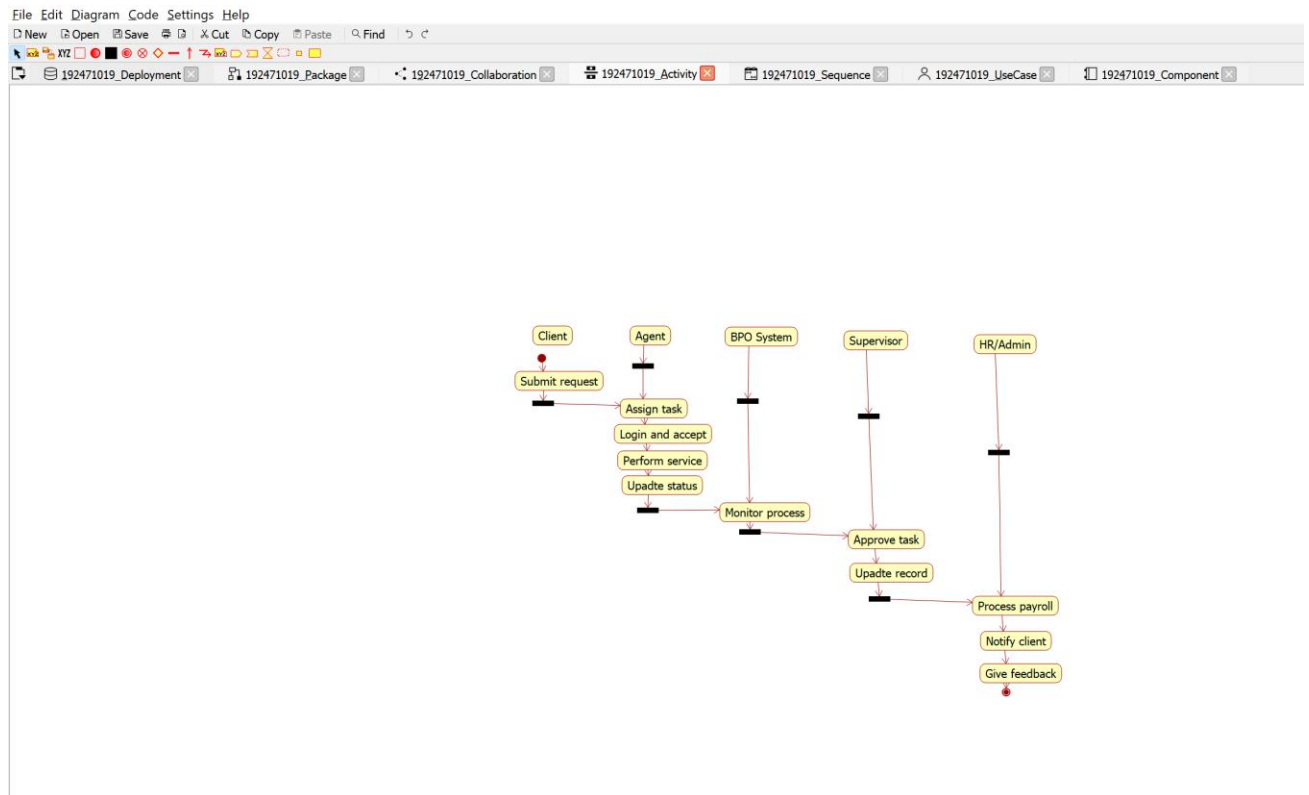 File Edit Diagram Code Settings Help
New Open Save Cut Copy Paste Find
XYZ
192471019_Deployment 192471019_Package 192471019_Collaboration 192471019_Activity 192471019_Sequence 192471019_UseCase 192471019_Component
Client Agent BPO System Supervisor HR/Admin
Submit request
Assign task
Login and accept
Perform service
Upadte status
Monitor process
Approve task
Upadte record
Process payroll
Notify client
Give feedback